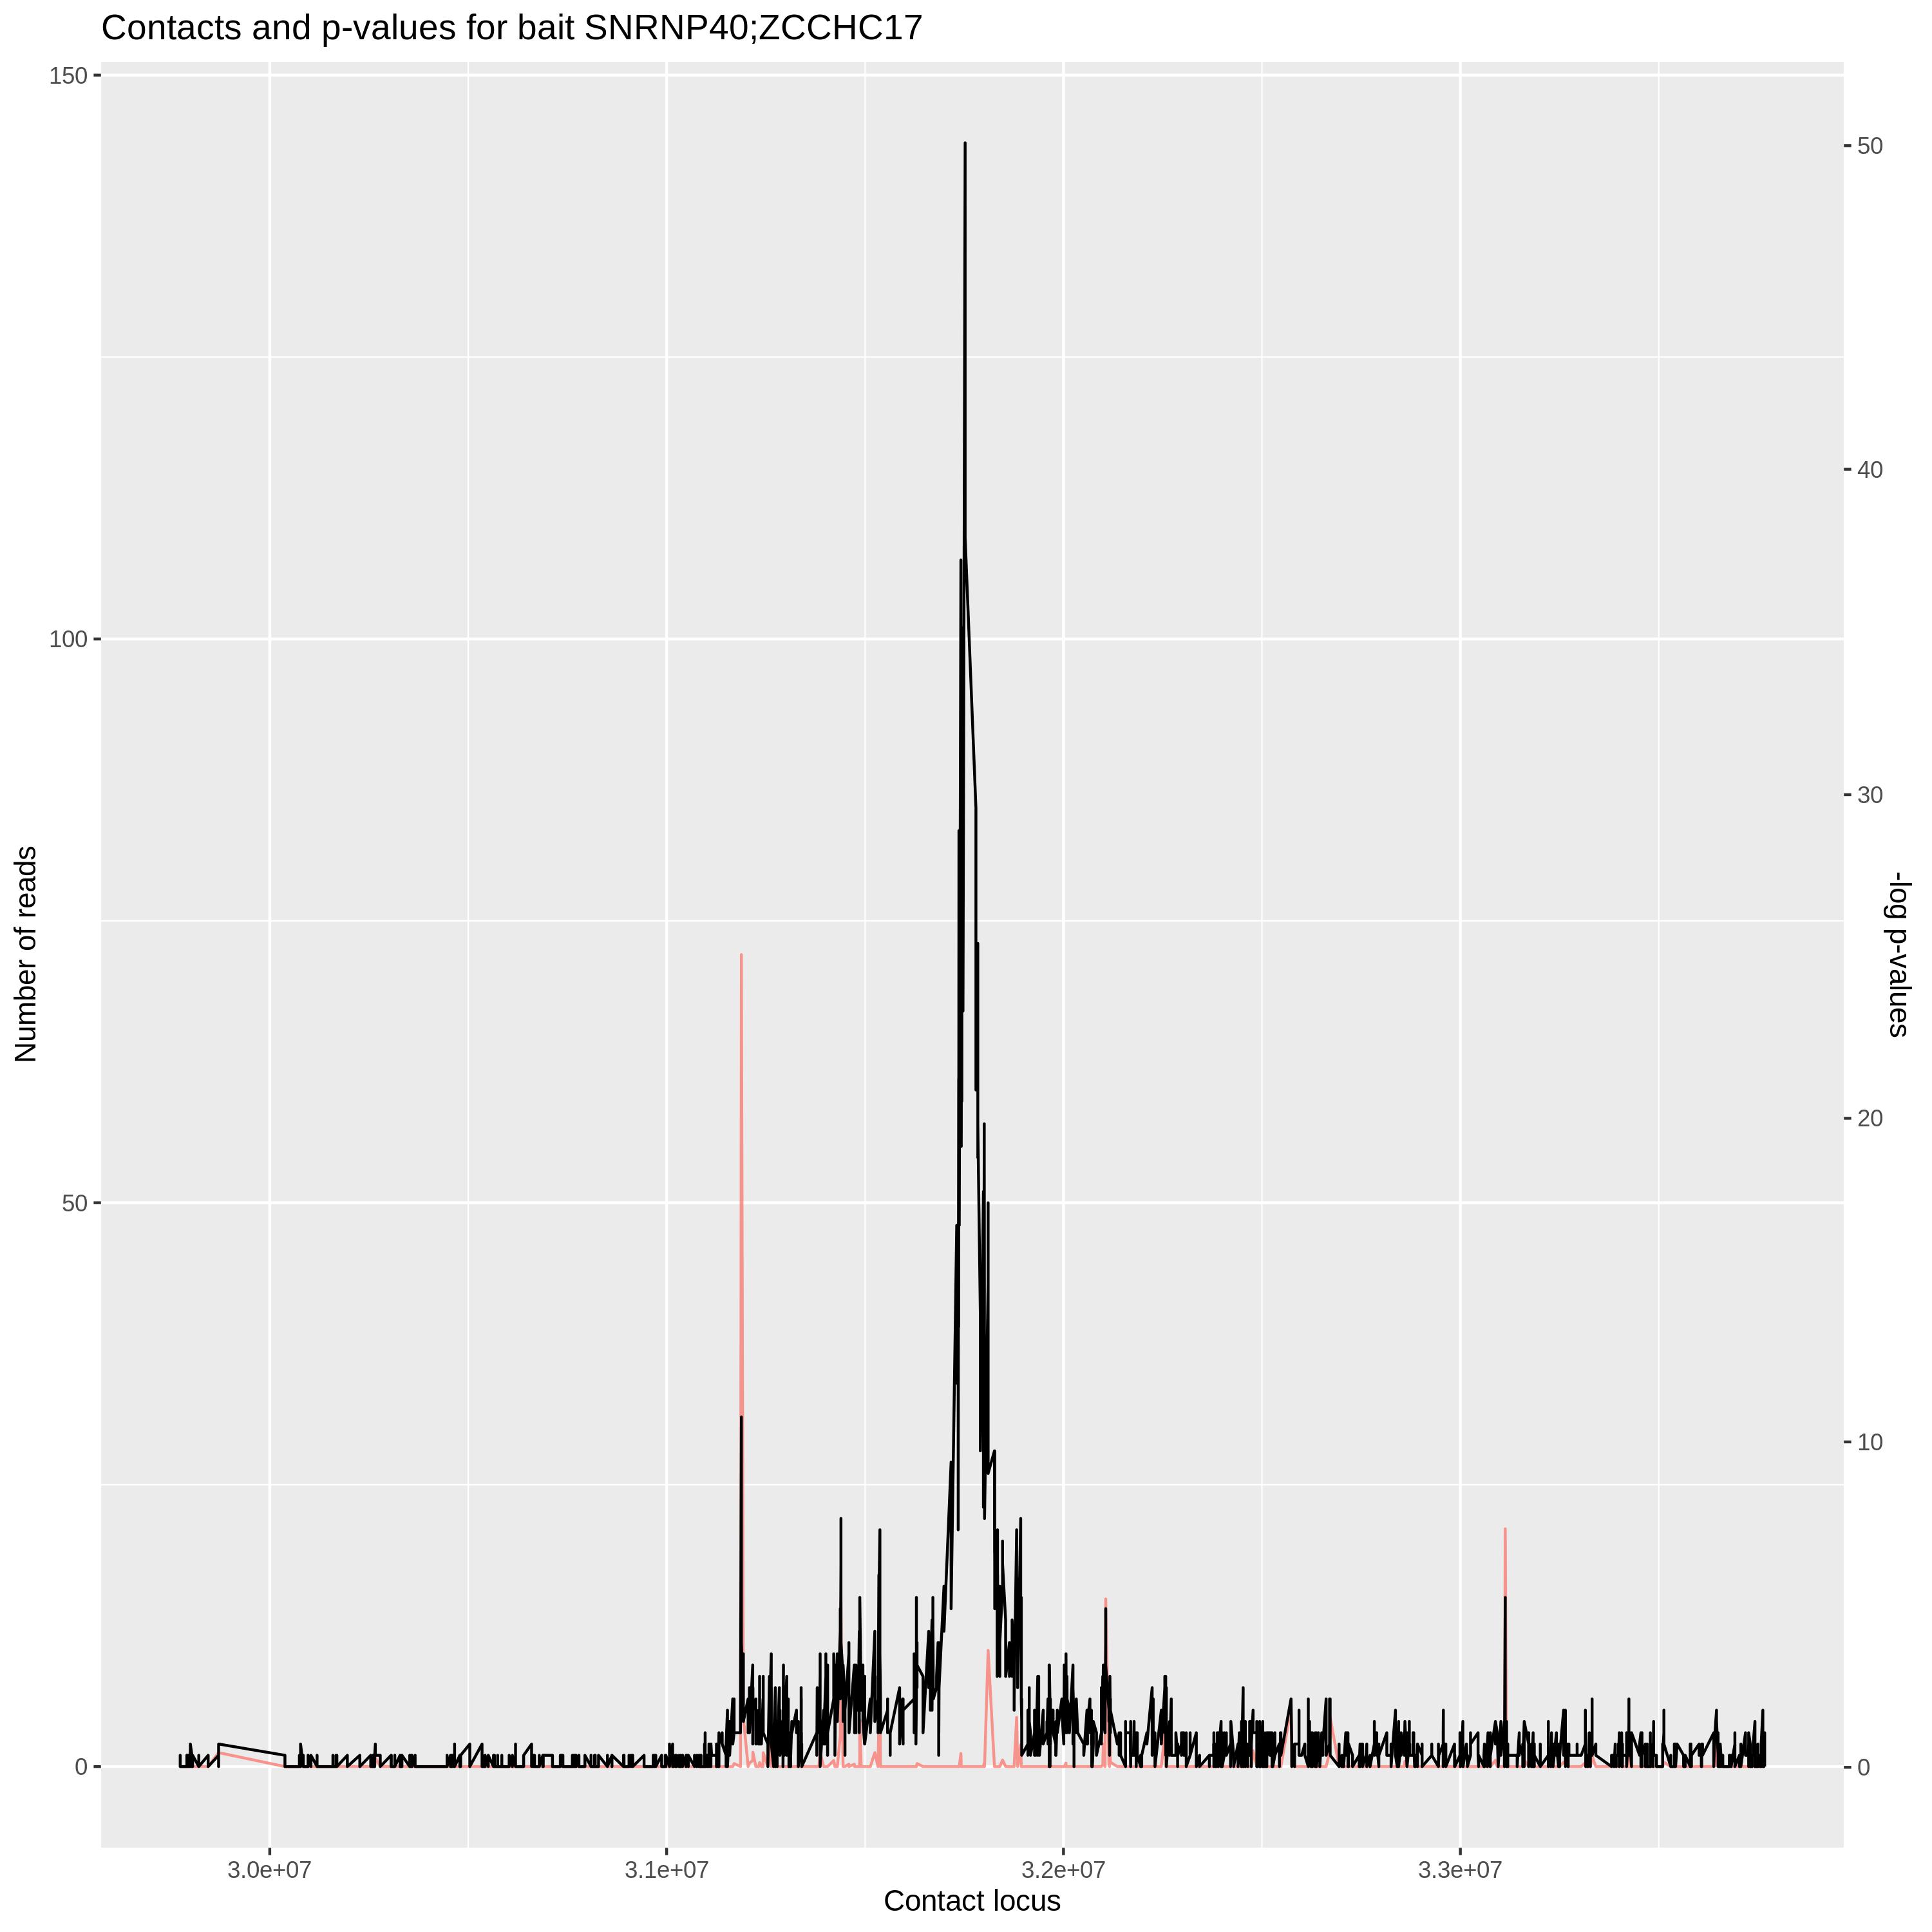 Contacts and p-values for bait SNRNP40;ZCCHC17
150
100
50
0
Number of reads
50
40
30
20
10
0
-log p-values
3.0e+07 3.1e+07 3.2e+07 3.3e+07
Contact locus